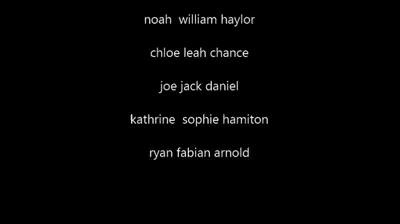 noah william haylor
chloe leah chance
joe jack daniel
kathrine sophie hamiton
ryan fabian arnold